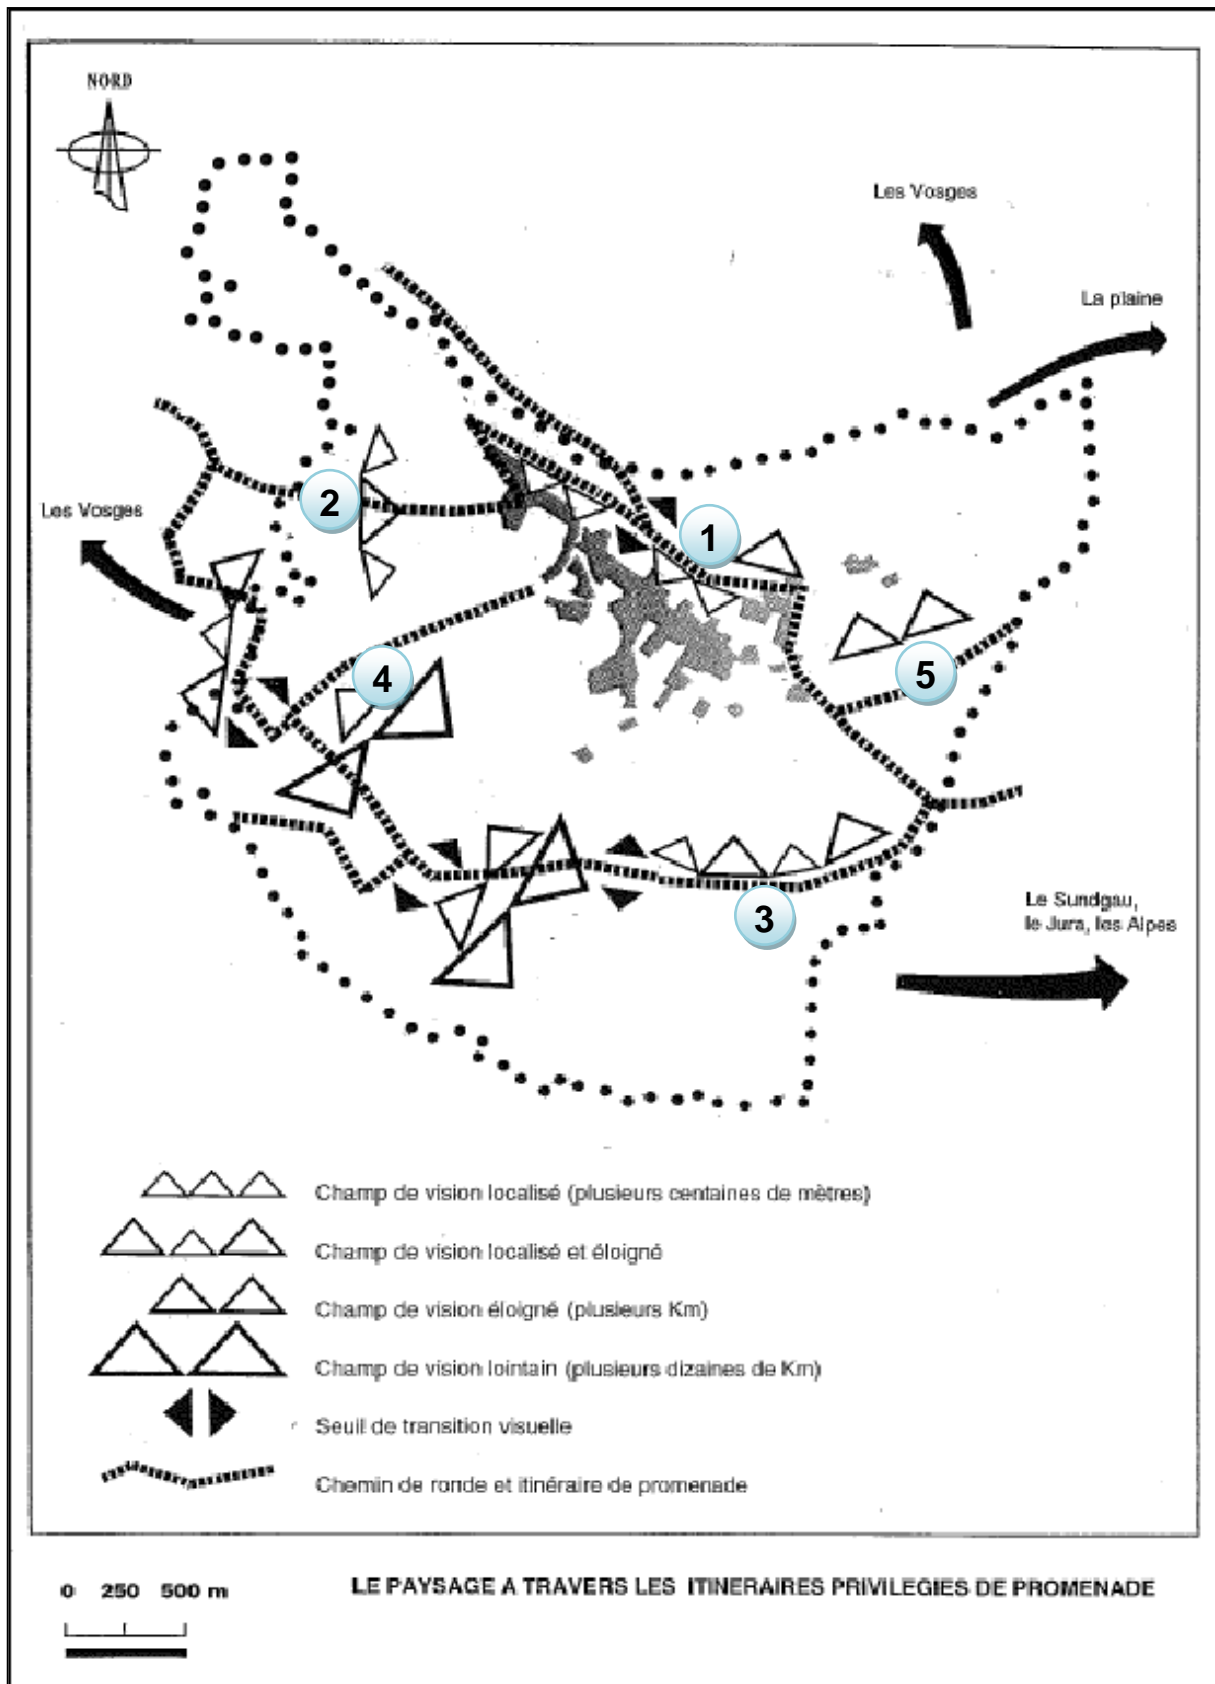 NORD
Les Vosges
La plaine
2
1
Les Vosges
4
5
3
Le Sundgau,
le Jura, les Alpes
Champ de vision localisé (plusieurs centaines de mètres)
Champ de vision localisé et éloigné
Champ de vision éloigné (plusieurs Km)
Champ de vision lointain (plusieurs dizaines de Km)
Seuil de transition visuelle
Chemin de ronde et itinéraire de promenade
0 250 500 m
LE PAYSAGE A TRAVERS LES ITINERAIRES PRIVILEGIES DE PROMENADE